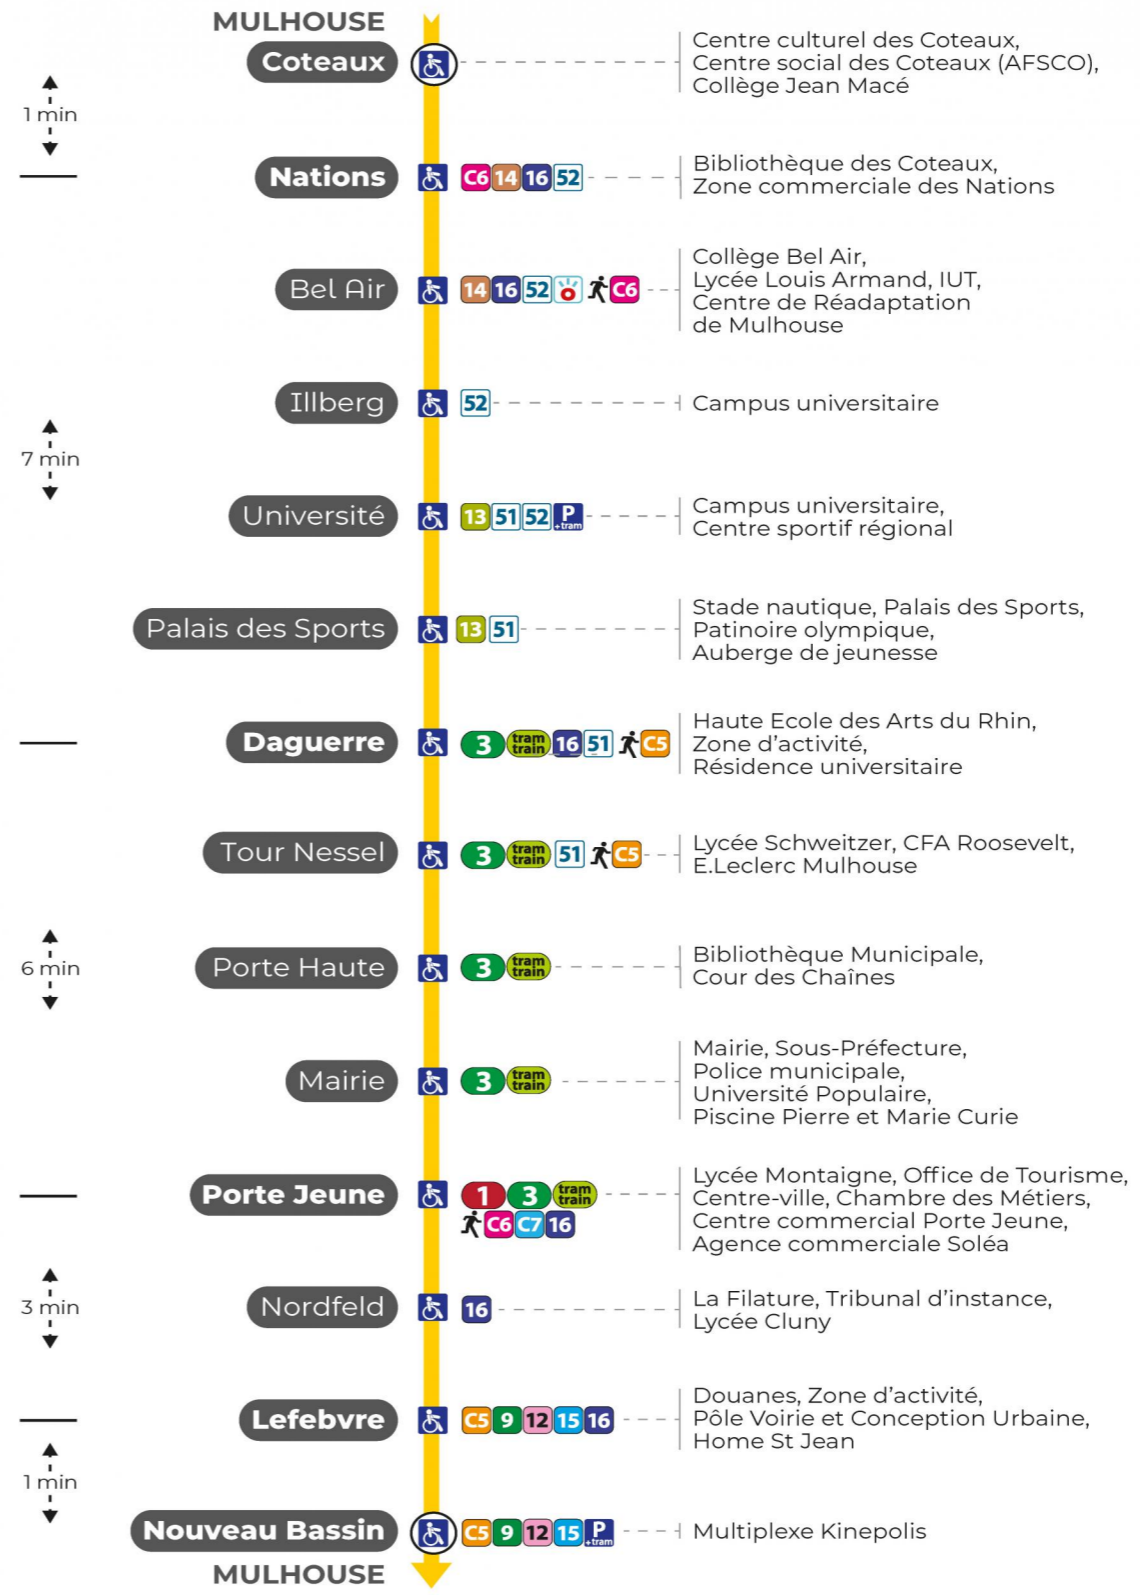 MULHOUSE
Coteaux
Centre culturel des Coteaux,
Centre social des Coteaux (AFSCO),
Collège Jean Macé
1 min
Nations
C6 14 16 52
Bibliothèque des Coteaux,
Zone commerciale des Nations
Bel Air
14 16 52 C6
Collège Bel Air,
Lycée Louis Armand, IUT,
Centre de Réadaptation
de Mulhouse
Illberg
52
Campus universitaire
7 min
Université
13 51 52 P
+tram
Campus universitaire,
Centre sportif régional
Palais des Sports
13 51
Stade nautique, Palais des Sports,
Patinoire olympique,
Auberge de jeunesse
Daguerre
3 tram train 16 51 C5
Haute Ecole des Arts du Rhin,
Zone d'activité,
Résidence universitaire
Tour Nessel
3 tram train 51 C5
Lycée Schweitzer, CFA Roosevelt,
E.Leclerc Mulhouse
6 min
Porte Haute
3 tram train
Bibliothèque Municipale,
Cour des Chaînes
Mairie
3 tram train
Mairie, Sous-Préfecture,
Police municipale,
Université Populaire,
Piscine Pierre et Marie Curie
Porte Jeune
1 3 tram train
C6 C7 16
Lycée Montaigne, Office de Tourisme,
Centre-ville, Chambre des Métiers,
Centre commercial Porte Jeune,
Agence commerciale Soléa
3 min
Nordfeld
16
La Filature, Tribunal d'instance,
Lycée Cluny
Lefebvre
C5 9 12 15 16
Douanes, Zone d'activité,
Pôle Voirie et Conception Urbaine,
Home St Jean
1 min
Nouveau Bassin
C5 9 12 15 P
+tram
Multiplexe Kinepolis
MULHOUSE